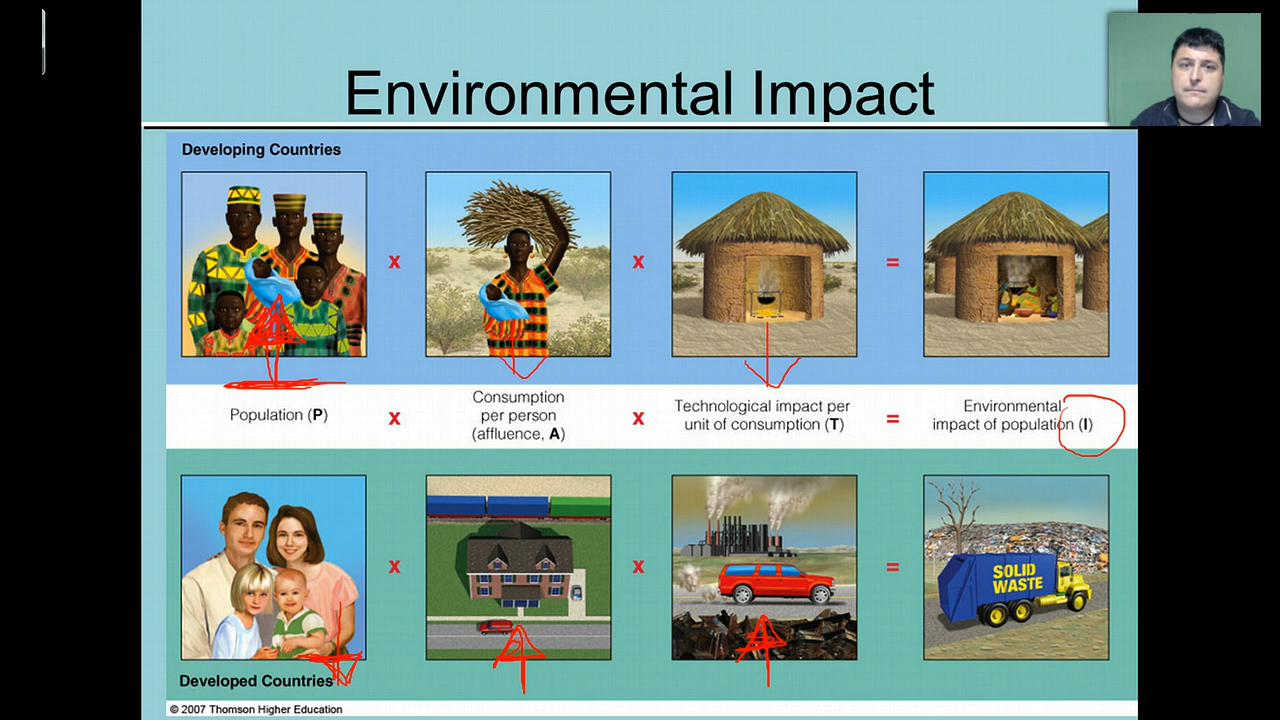 Environmental Impact
Developing Countries
x x =
Population (P) x Consumption
per person
(affluence, A) x Technological impact per
unit of consumption (T) = Environmental
impact of population (I)
x x =
SOLID
WASTE
Developed Countries
© 2007 Thomson Higher Education